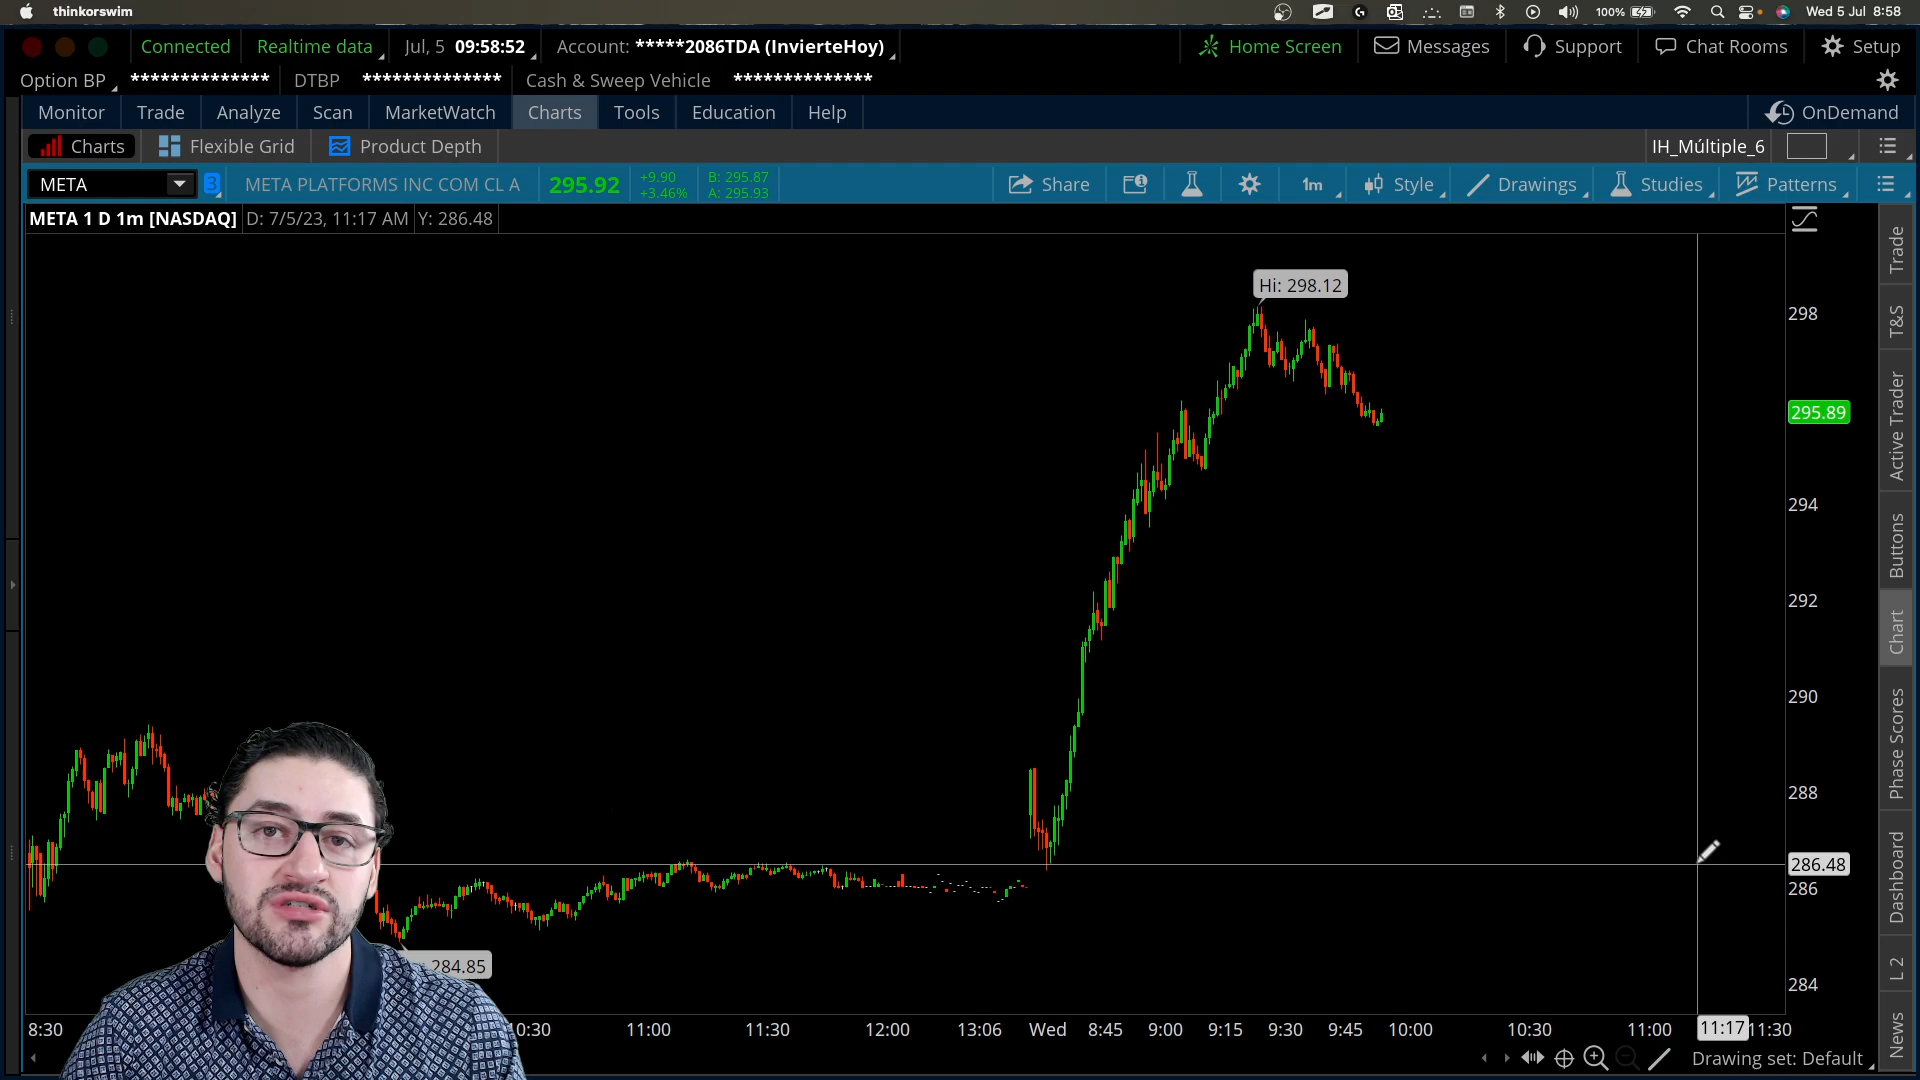 thinkorswim
100% Wed 5 Jul 8:58
Connected Realtime data Jul, 5 09:58:52 Account: *****2086TDA (InvierteHoy) Home Screen Messages Support Chat Rooms Setup
Option BP ************** DTBP ************** Cash & Sweep Vehicle **************
Monitor Trade Analyze Scan MarketWatch Charts Tools Education Help OnDemand
Charts Flexible Grid Product Depth IH_Múltiple_6
META 3 META PLATFORMS INC COM CL A 295.92 +9.90 B: 295.87 Share 1m Style Drawings Studies Patterns
+3.46% A: 295.93
META 1 D 1m [NASDAQ] D: 7/5/23, 11:17 AM Y: 286.48
Hi: 298.12
298
295.89
294
292
290
288
286.48
286
284.85
284
8:30 0:30 11:00 11:30 12:00 13:06 Wed 8:45 9:00 9:15 9:30 9:45 10:00 10:30 11:00 11:17 11:30
Drawing set: Default
Trade
T&S
Active Trader
Buttons
Chart
Phase Scores
Dashboard
L 2
News